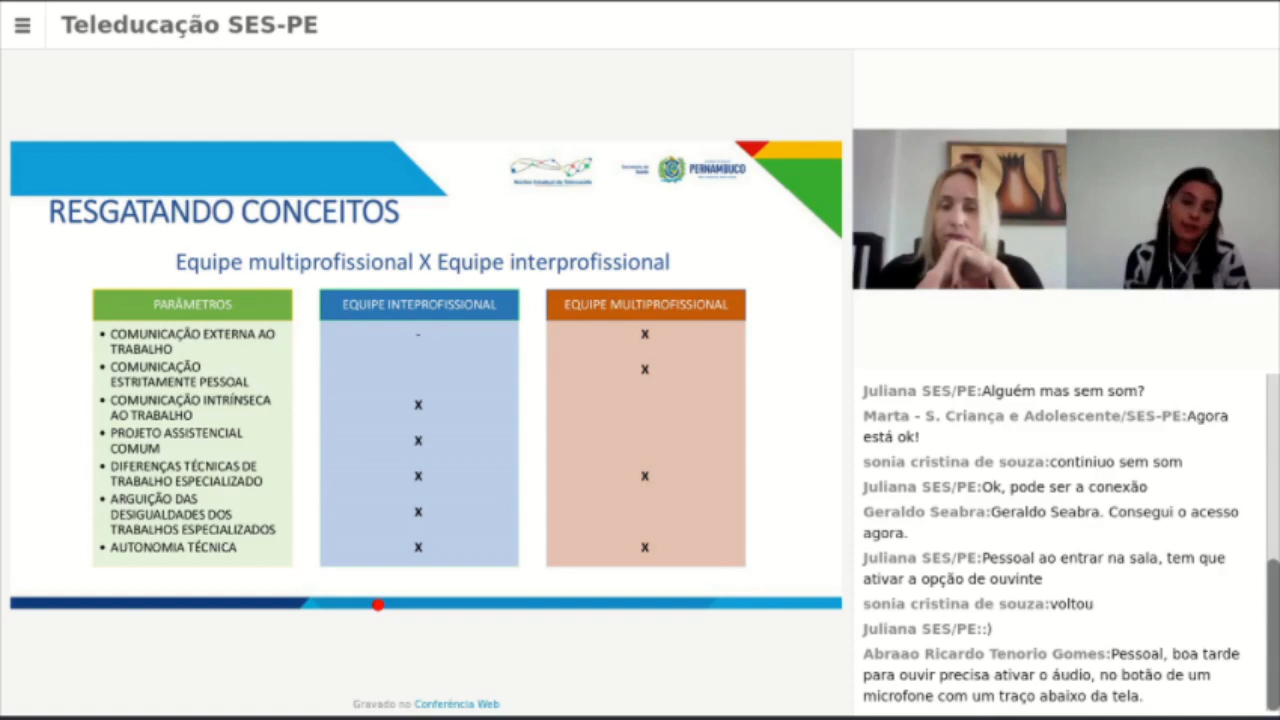 Teleducação SES-PE
Secretaria de
Saúde
PERNAMBUCO
RESGATANDO CONCEITOS
Equipe multiprofissional X Equipe interprofissional
PARÂMETROS
EQUIPE INTEPROFISSIONAL
EQUIPE MULTIPROFISSIONAL
• COMUNICAÇÃO EXTERNA AO
TRABALHO
- X
• COMUNICAÇÃO
ESTRITAMENTE PESSOAL
X
• COMUNICAÇÃO INTRÍNSECA
AO TRABALHO
X
• PROJETO ASSISTENCIAL
COMUM
X
• DIFERENÇAS TÉCNICAS DE
TRABALHO ESPECIALIZADO
X X
• ARGUIÇÃO DAS
DESIGUALDADES DOS
TRABALHOS ESPECIALIZADOS
X
• AUTONOMIA TÉCNICA
X X
Gravado no Conferência Web
Juliana SES/PE:Alguém mas sem som?
Marta - S. Criança e Adolescente/SES-PE:Agora
está ok!
sonia cristina de souza:continiuo sem som
Juliana SES/PE:Ok, pode ser a conexão
Geraldo Seabra:Geraldo Seabra. Consegui o acesso
agora.
Juliana SES/PE:Pessoal ao entrar na sala, tem que
ativar a opção de ouvinte
sonia cristina de souza:voltou
Juliana SES/PE::)
Abraao Ricardo Tenorio Gomes:Pessoal, boa tarde
para ouvir precisa ativar o áudio, no botão de um
microfone com um traço abaixo da tela.